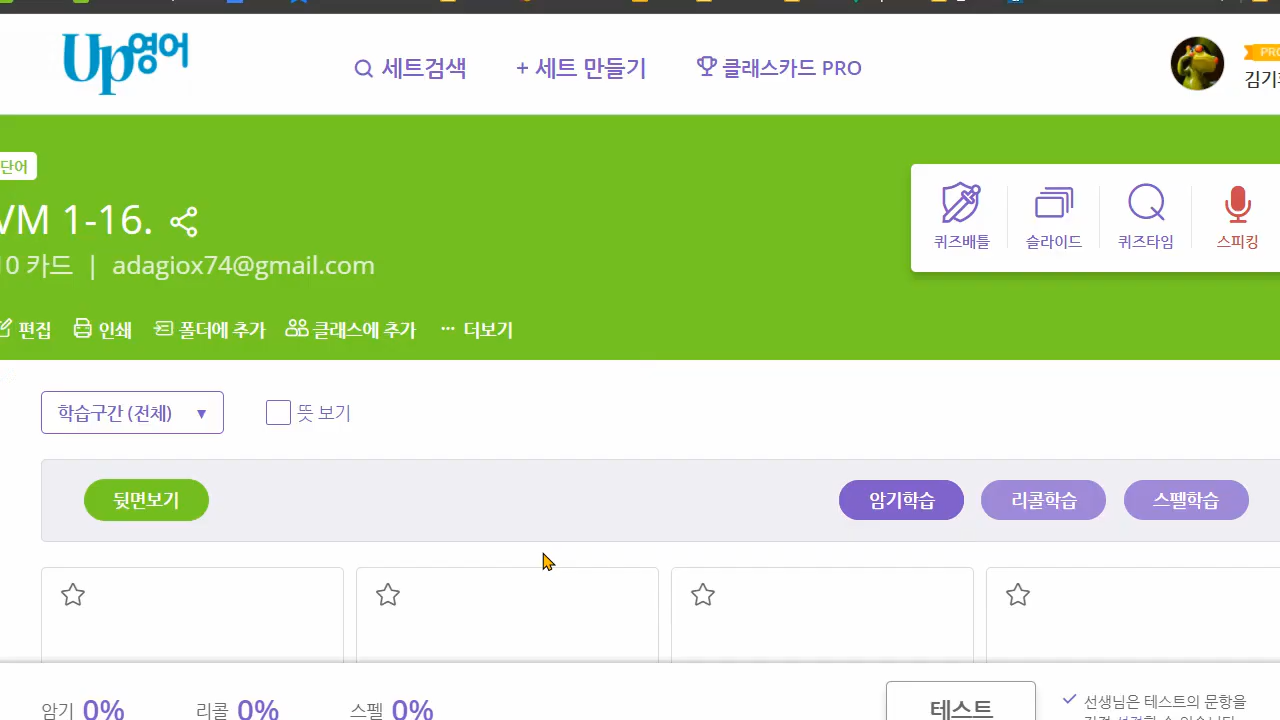 Up영어
세트검색
+ 세트 만들기
클래스카드 PRO
PRO
김기
단어
VM 1-16.
10 카드 | adagiox74@gmail.com
편집
인쇄
폴더에 추가
클래스에 추가
··· 더보기
퀴즈배틀
슬라이드
퀴즈타임
스피킹
학습구간 (전체) ▼
뜻 보기
뒷면보기
암기학습
리콜학습
스펠학습
암기 0%
리콜 0%
스펠 0%
테스트
선생님은 테스트의 문항을